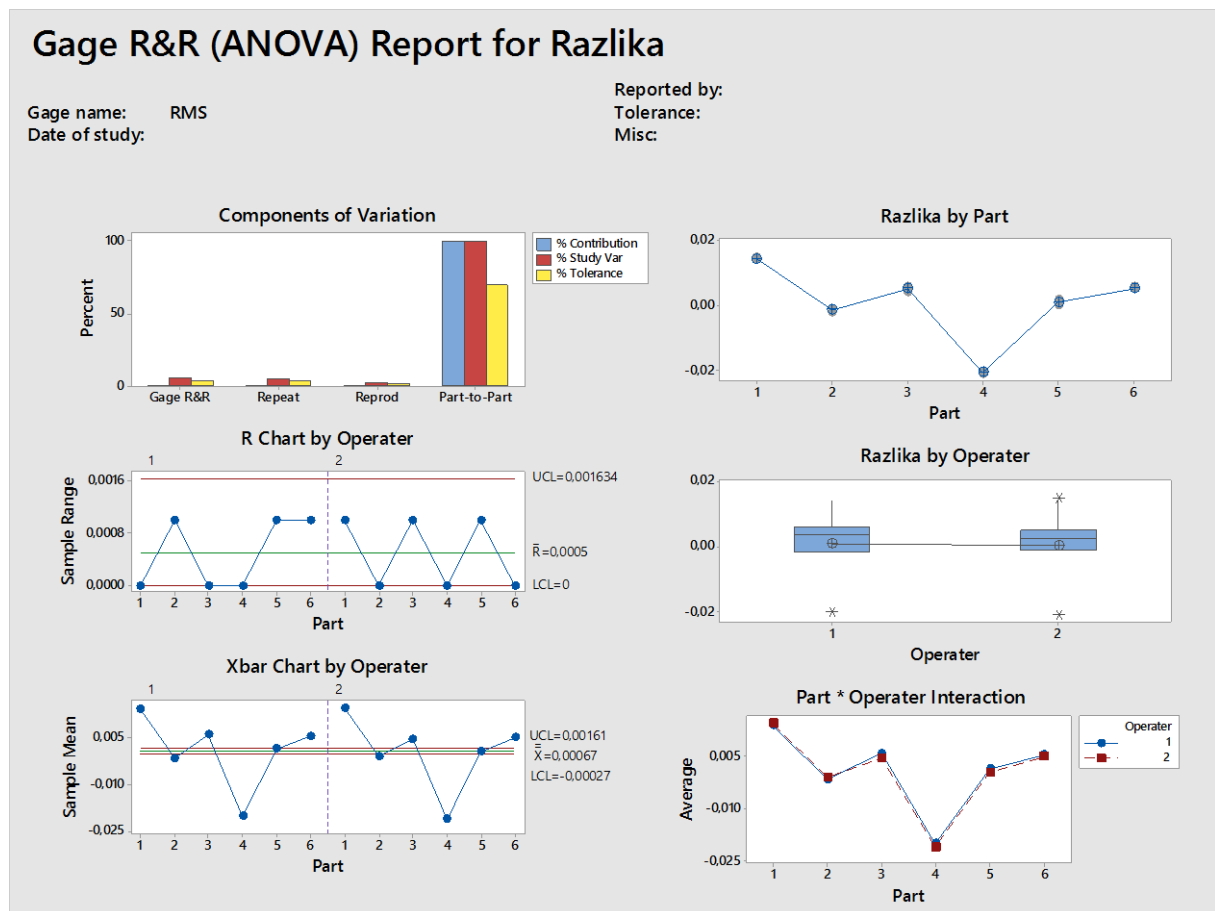 Gage R&R (ANOVA) Report for Razlika
Reported by:
Gage name: RMS
Tolerance:
Date of study:
Misc:
Components of Variation
Percent
100
50
0
Gage R&R Repeat Reprod Part-to-Part
% Contribution
% Study Var
% Tolerance
R Chart by Operater
1 2
Sample Range
0,0016
0,0008
0,0000
UCL=0,001634
R=0,0005
LCL=0
1 2 3 4 5 6 1 2 3 4 5 6
Part
Xbar Chart by Operater
1 2
Sample Mean
0,005
-0,010
-0,025
UCL=0,00161
X=0,00067
LCL=-0,00027
1 2 3 4 5 6 1 2 3 4 5 6
Part
Razlika by Part
0,02
0,00
-0,02
1 2 3 4 5 6
Part
Razlika by Operater
0,02
0,00
-0,02
1 2
Operater
Part * Operater Interaction
Average
0,005
-0,010
-0,025
1 2 3 4 5 6
Part
Operater
1
2